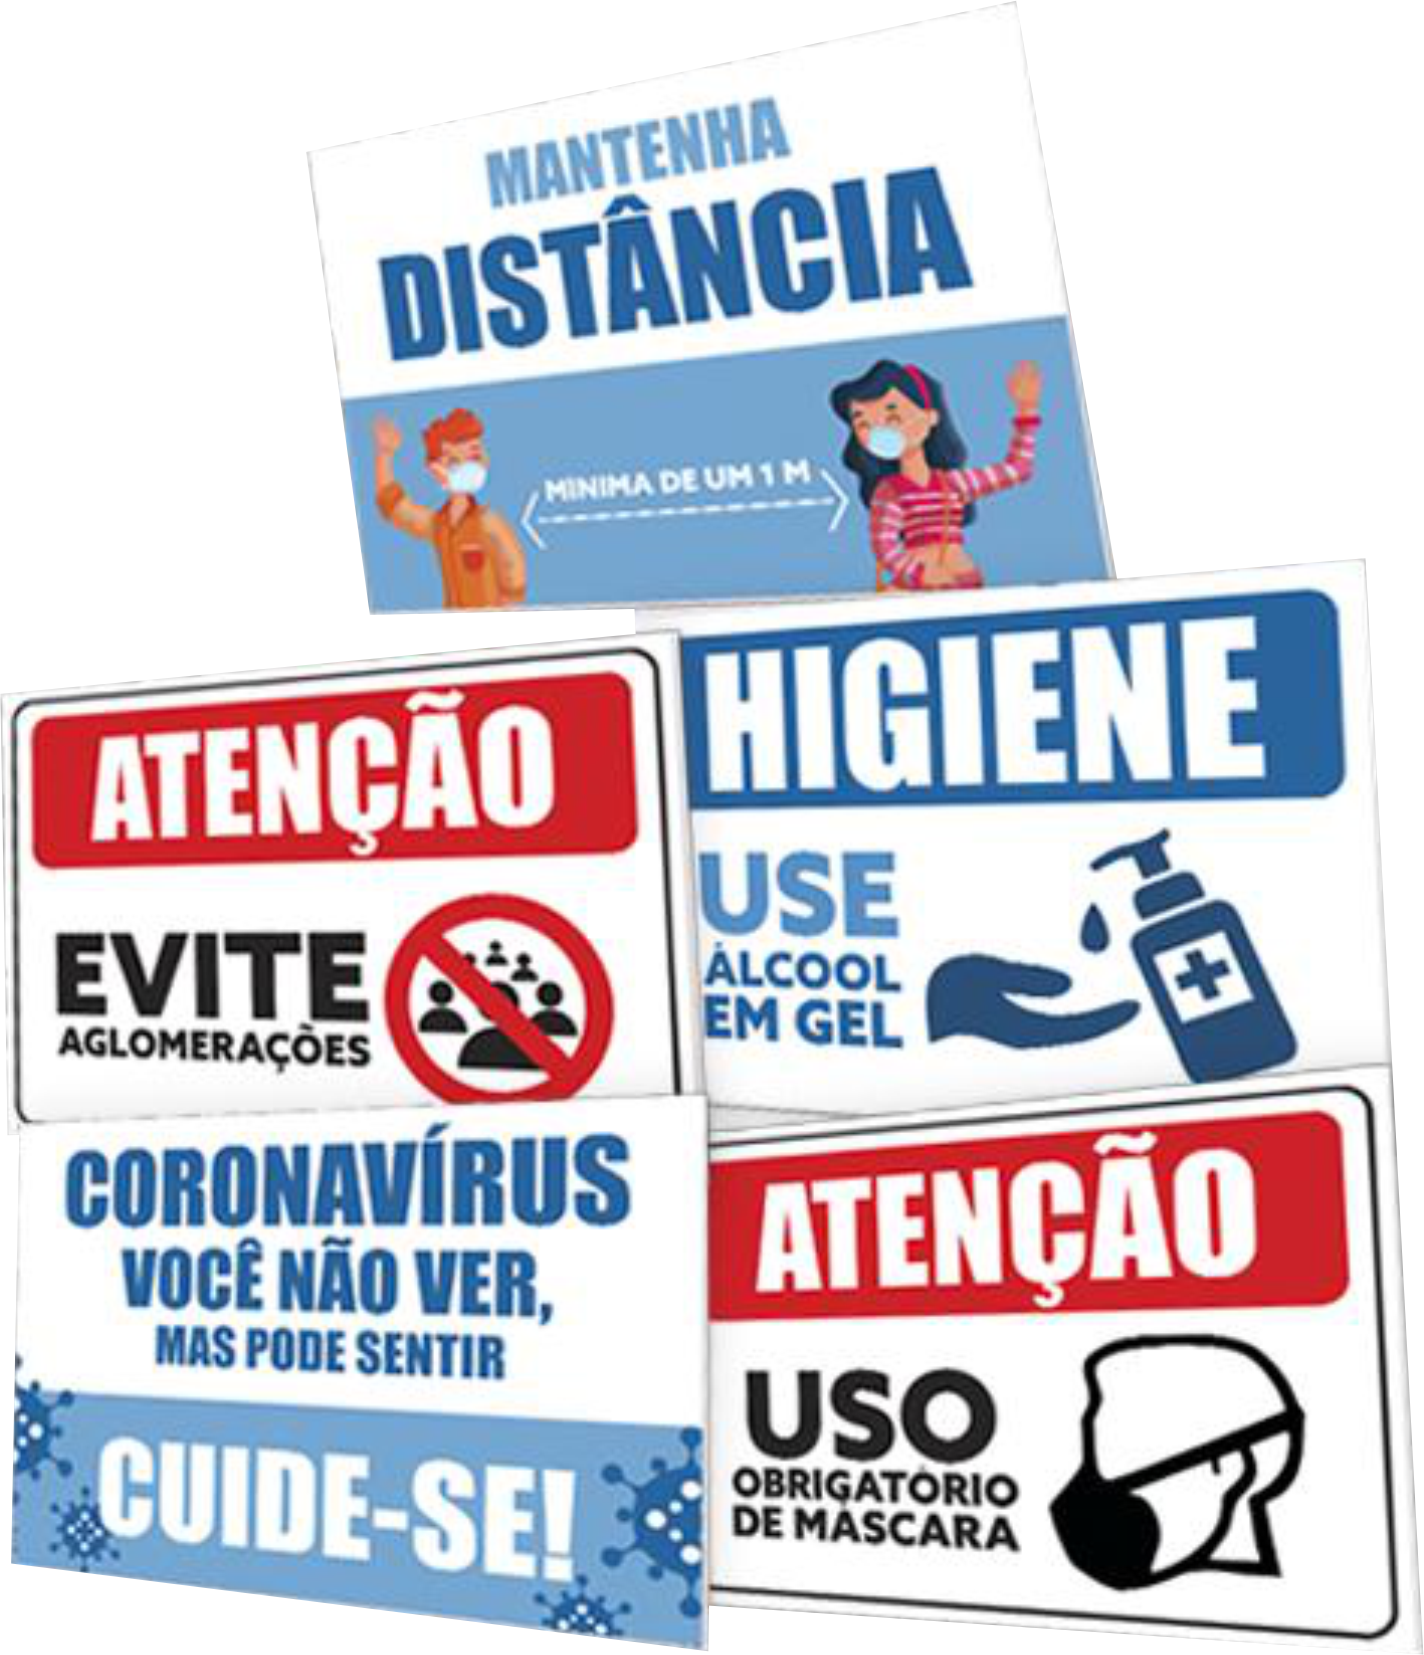 MANTENHA
DISTÂNCIA
MINIMA DE UM 1 M
ATENÇÃO
EVITE
AGLOMERAÇÕES
HIGIENE
USE
ÁLCOOL
EM GEL
CORONAVÍRUS
VOCÊ NÃO VER,
MAS PODE SENTIR
CUIDE-SE!
ATENÇÃO
USO
OBRIGATÓRIO
DE MÁSCARA